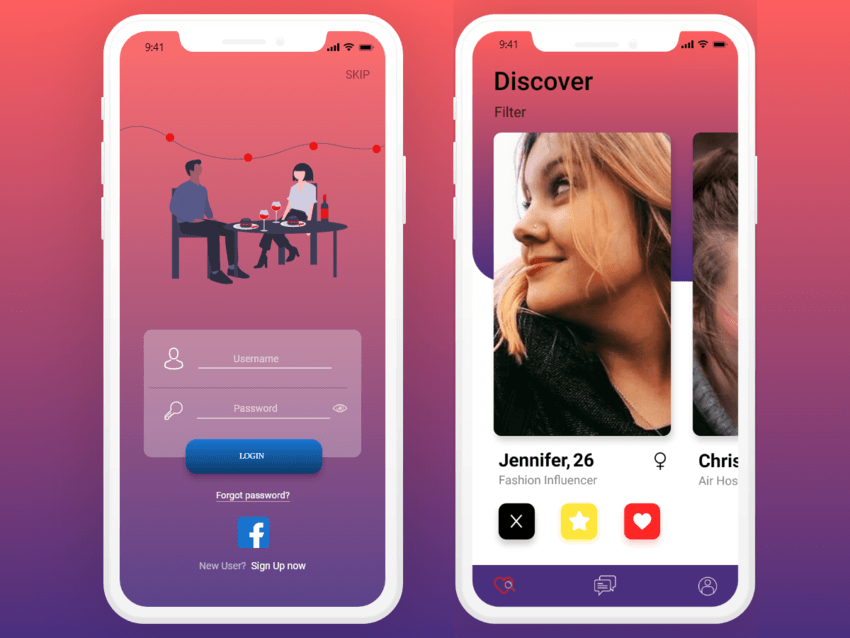 9:41
SKIP
Username
Password
LOGIN
Forgot password?
New User? Sign Up now
9:41
Discover
Filter
Jennifer, 26
Fashion Influencer
Chris
Air Hos